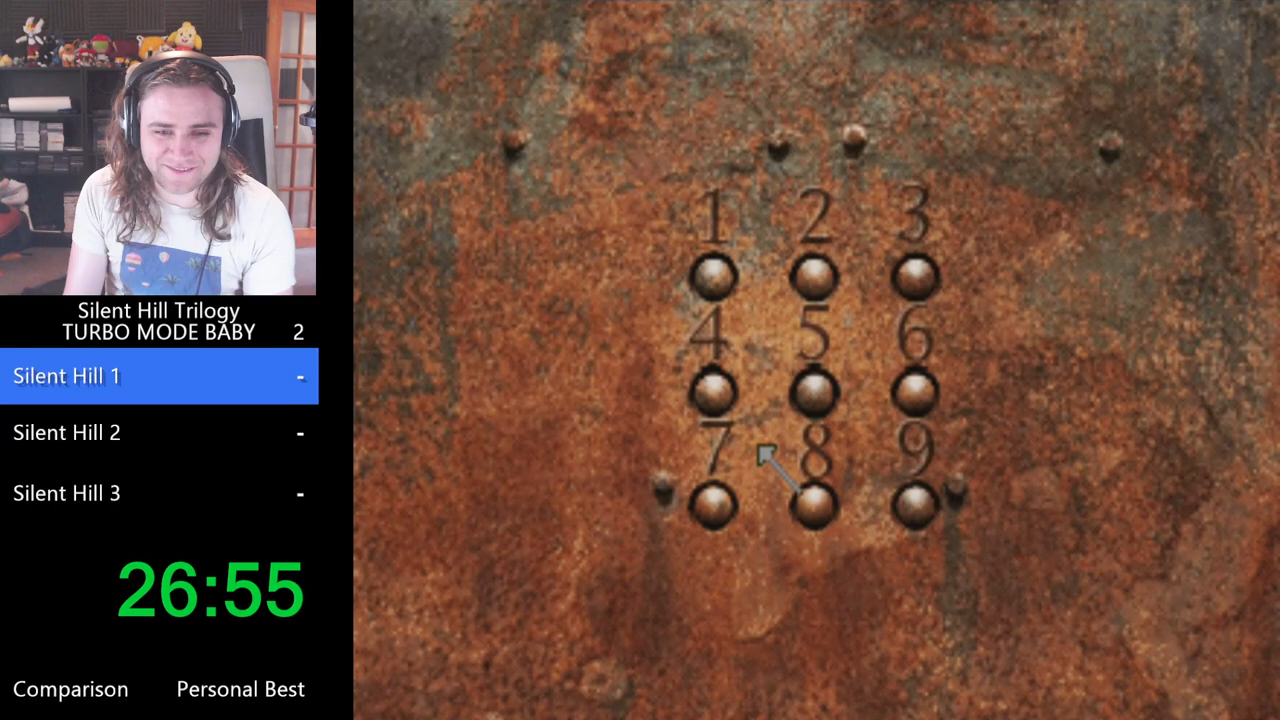 Silent Hill Trilogy
TURBO MODE BABY 2
Silent Hill 1 -
Silent Hill 2 -
Silent Hill 3 -
26:55
Comparison Personal Best
1 2 3
4 5 6
7 8 9